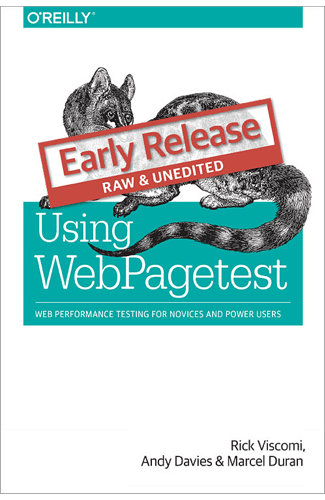 O'REILLY®
Early Release
RAW & UNEDITED
Using
WebPagetest
WEB PERFORMANCE TESTING FOR NOVICES AND POWER USERS
Rick Viscomi,
Andy Davies & Marcel Duran